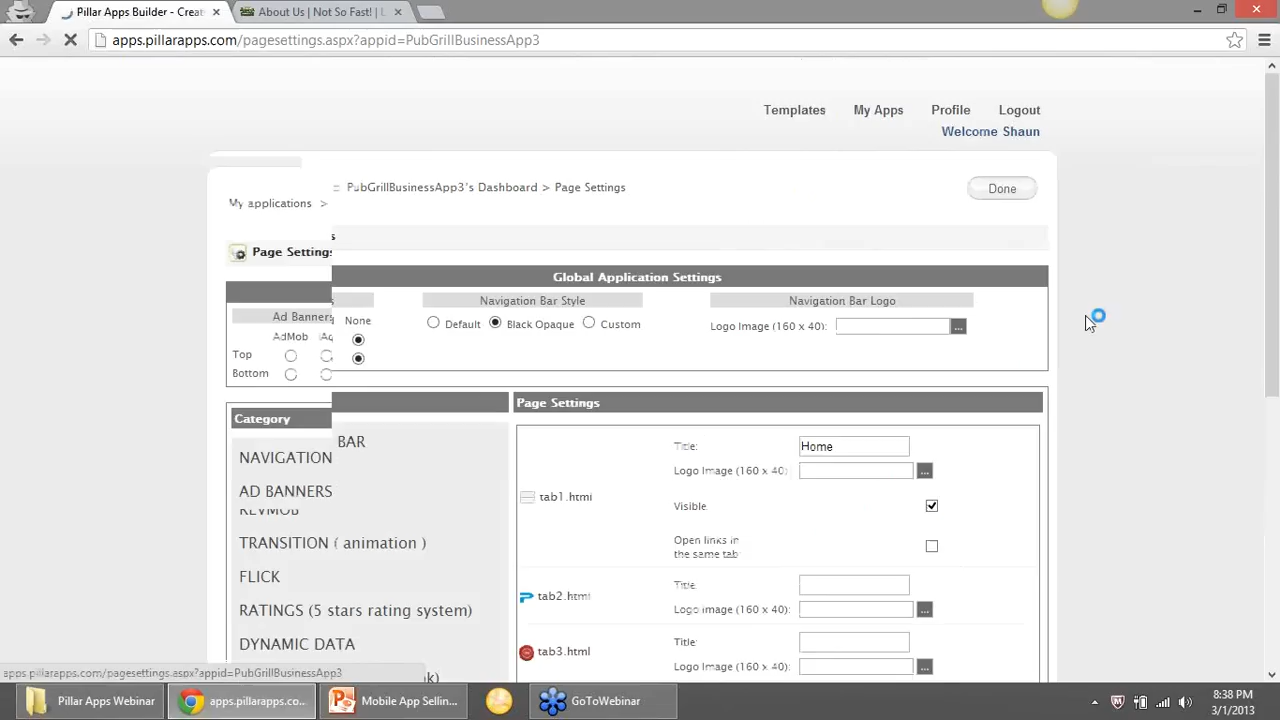 Pillar Apps Builder - Creat
About Us | Not So Fast! | L
apps.pillarapps.com/pagesettings.aspx?appid=PubGrillBusinessApp3
Templates My Apps Profile Logout
Welcome Shaun
PubGrillBusinessApp3's Dashboard > Page Settings
Done
My applications >
Page Settings
Global Application Settings
Navigation Bar Style
Navigation Bar Logo
Ad Banners
None
Default Black Opaque Custom
Logo Image (160 x 40):
AdMob
Top
Bottom
Category
Page Settings
NAVIGATION BAR
AD BANNERS
REVMOB
TRANSITION ( animation )
FLICK
RATINGS (5 stars rating system)
DYNAMIC DATA
k)
tab1.html
Title: Home
Logo Image (160 x 40)
Visible
Open links in
the same tab
tab2.html
Title:
Logo Image (160 x 40):
tab3.html
Title:
Logo Image (160 x 40):
apps.pillarapps.com/pagesettings.aspx?appid=PubGrillBusinessApp3
Pillar Apps Webinar
apps.pillarapps.co...
Mobile App Sellin...
GoToWebinar
8:38 PM
3/1/2013